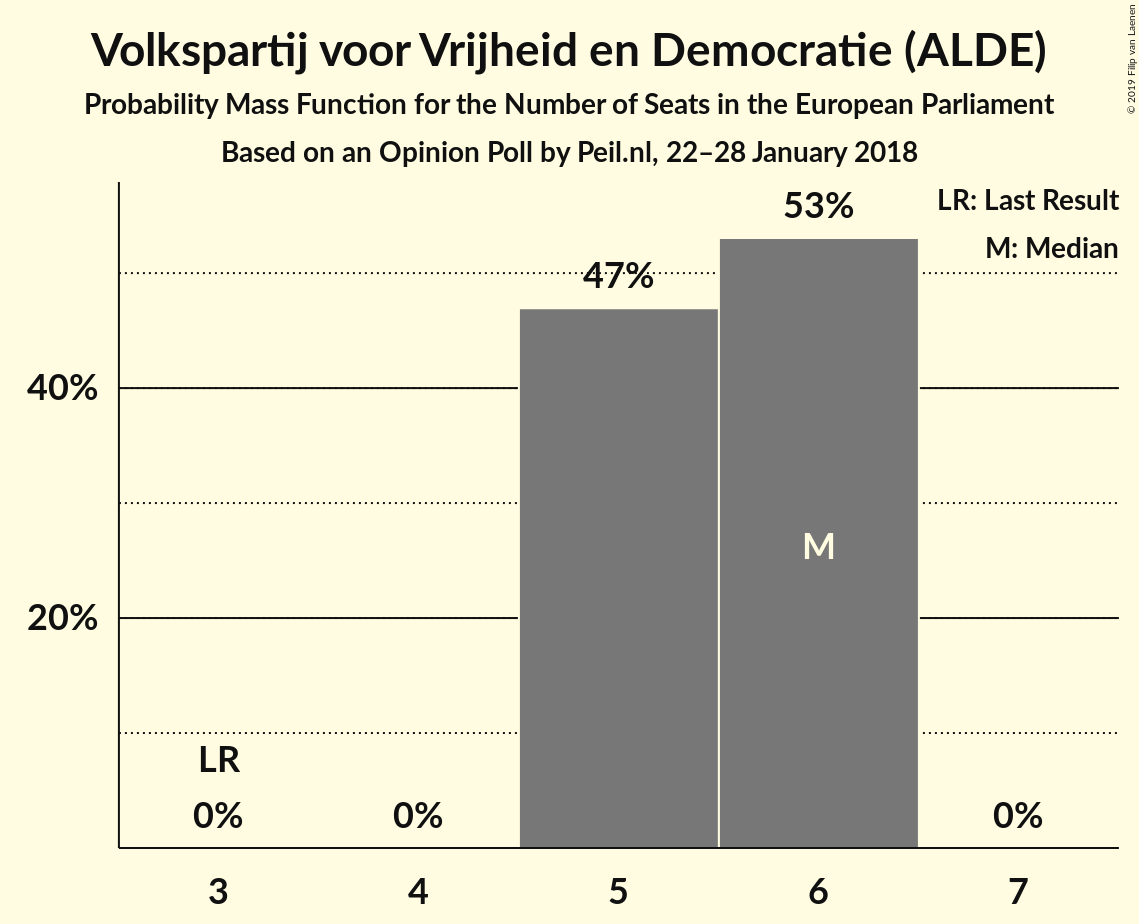 Volkspartij voor Vrijheid en Democratie (ALDE)
Probability Mass Function for the Number of Seats in the European Parliament
Based on an Opinion Poll by Peil.nl, 22–28 January 2018
© 2019 Filip van Laenen
LR: Last Result
M: Median
53%
47%
40%
M
20%
LR
0%
0%
0%
3
4
5
6
7